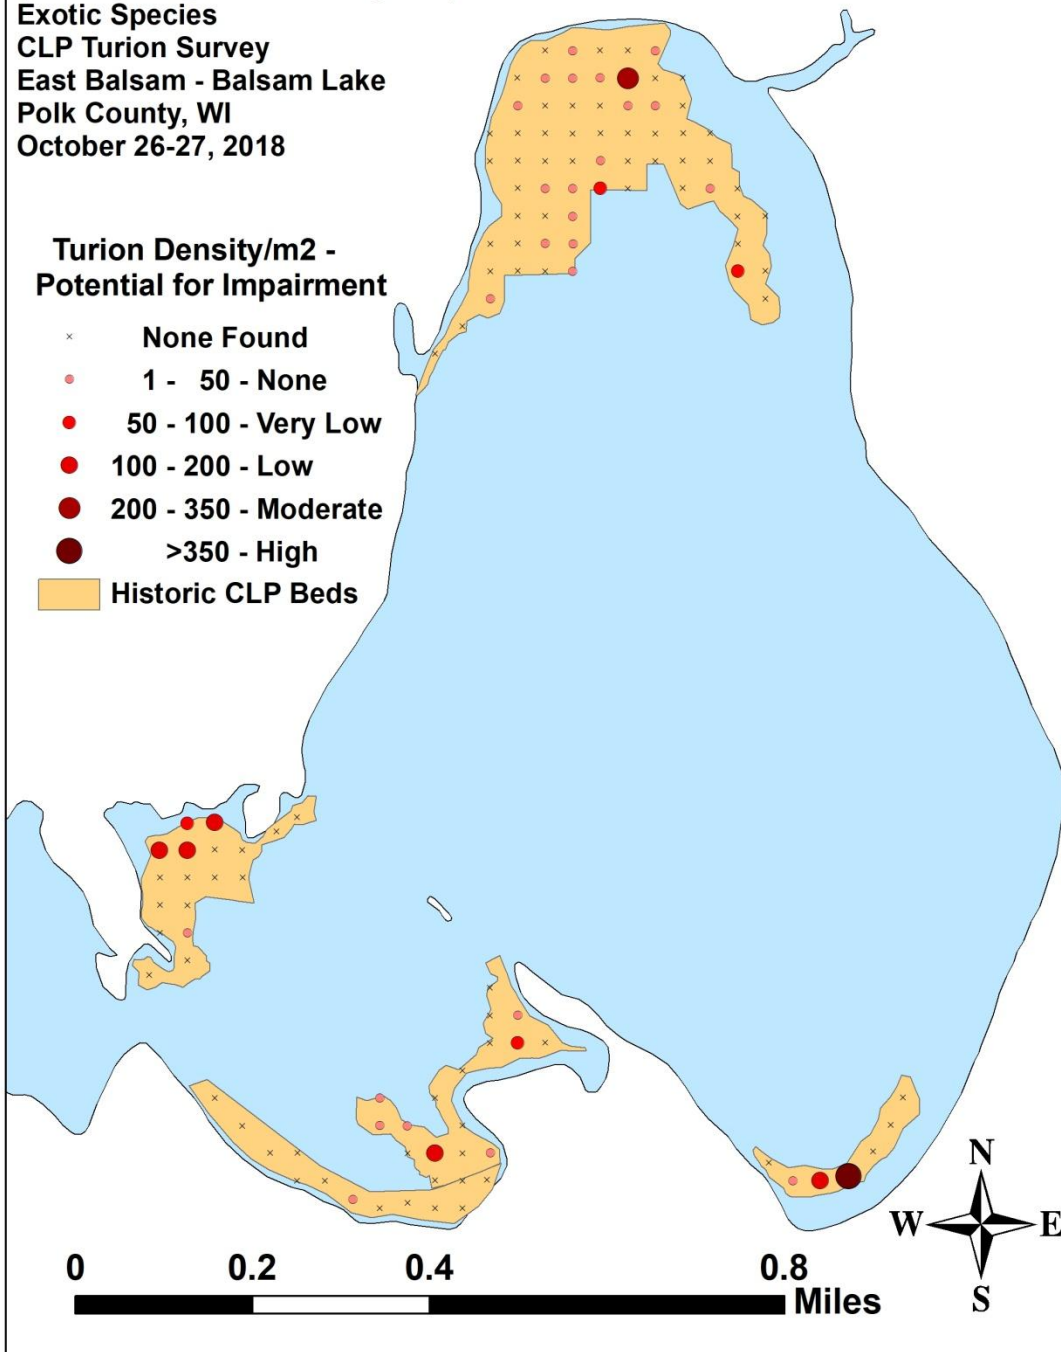 Exotic Species
CLP Turion Survey
East Balsam - Balsam Lake
Polk County, WI
October 26-27, 2018
Turion Density/m2 -
Potential for Impairment
None Found
1 - 50 - None
50 - 100 - Very Low
100 - 200 - Low
200 - 350 - Moderate
>350 - High
Historic CLP Beds
N
W E
S
0 0.2 0.4 0.8
Miles